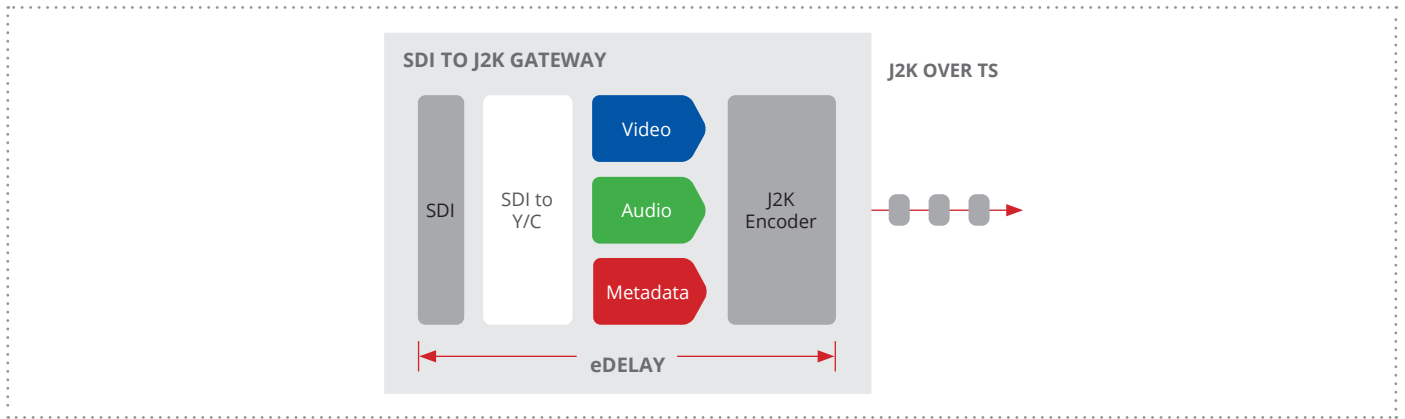 SDI TO J2K GATEWAY
J2K OVER TS
SDI
SDI to
Y/C
Video
Audio
Metadata
J2K
Encoder
eDELAY